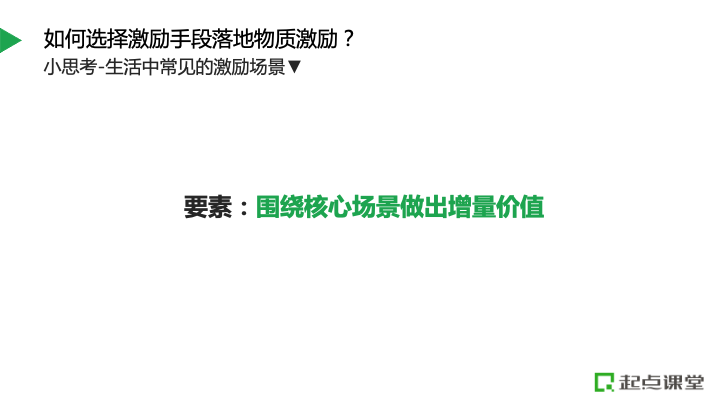 如何选择激励手段落地物质激励？
小思考-生活中常见的激励场景▼
要素：围绕核心场景做出增量价值
起点课堂